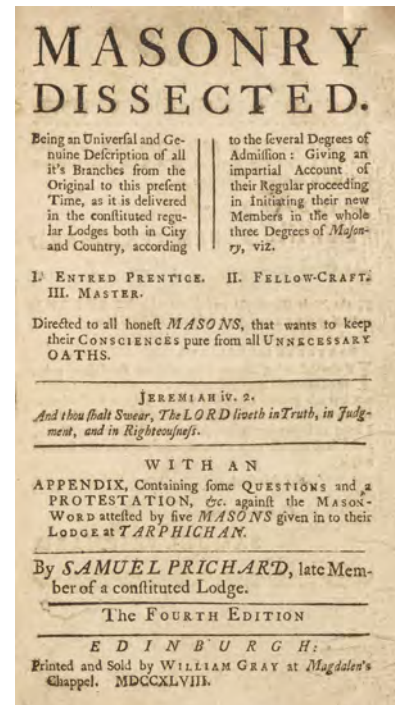 MASONRY
DISSECTED.
Being an Univerſal and Ge-
nuine Deſcription of all
it's Branches from the
Original to this preſent
Time, as it is delivered
in the conſtituted regu-
lar Lodges both in City
and Country, according
to the ſeveral Degrees of
Admiſſion: Giving an
impartial Account of
their Regular proceeding
in Initiating their new
Members in the whole
three Degrees of Maſon-
ry, viz.
I. ENTRED PRENTICE. II. FELLOW-CRAFT.
III. MASTER.
Directed to all honeſt MASONS, that wants to keep
their CONSCIENCES pure from all UNNECESSARY
OATHS.
JEREMIAH iv. 2.
And thou ſhalt Swear, The LORD liveth in Truth, in Judg-
ment, and in Righteouſneſs.
WITH AN
APPENDIX, Containing ſome QUESTIONS and a
PROTESTATION, &c. againſt the MASON-
WORD atteſted by five MASONS given in to their
LODGE at TARPHICHAN.
By SAMUEL PRICHARD, late Mem-
ber of a conſtituted Lodge.
The FOURTH EDITION
EDINBURGH:
Printed and Sold by WILLIAM GRAY at Magdalen's
Chappel. MDCCXLVIII.